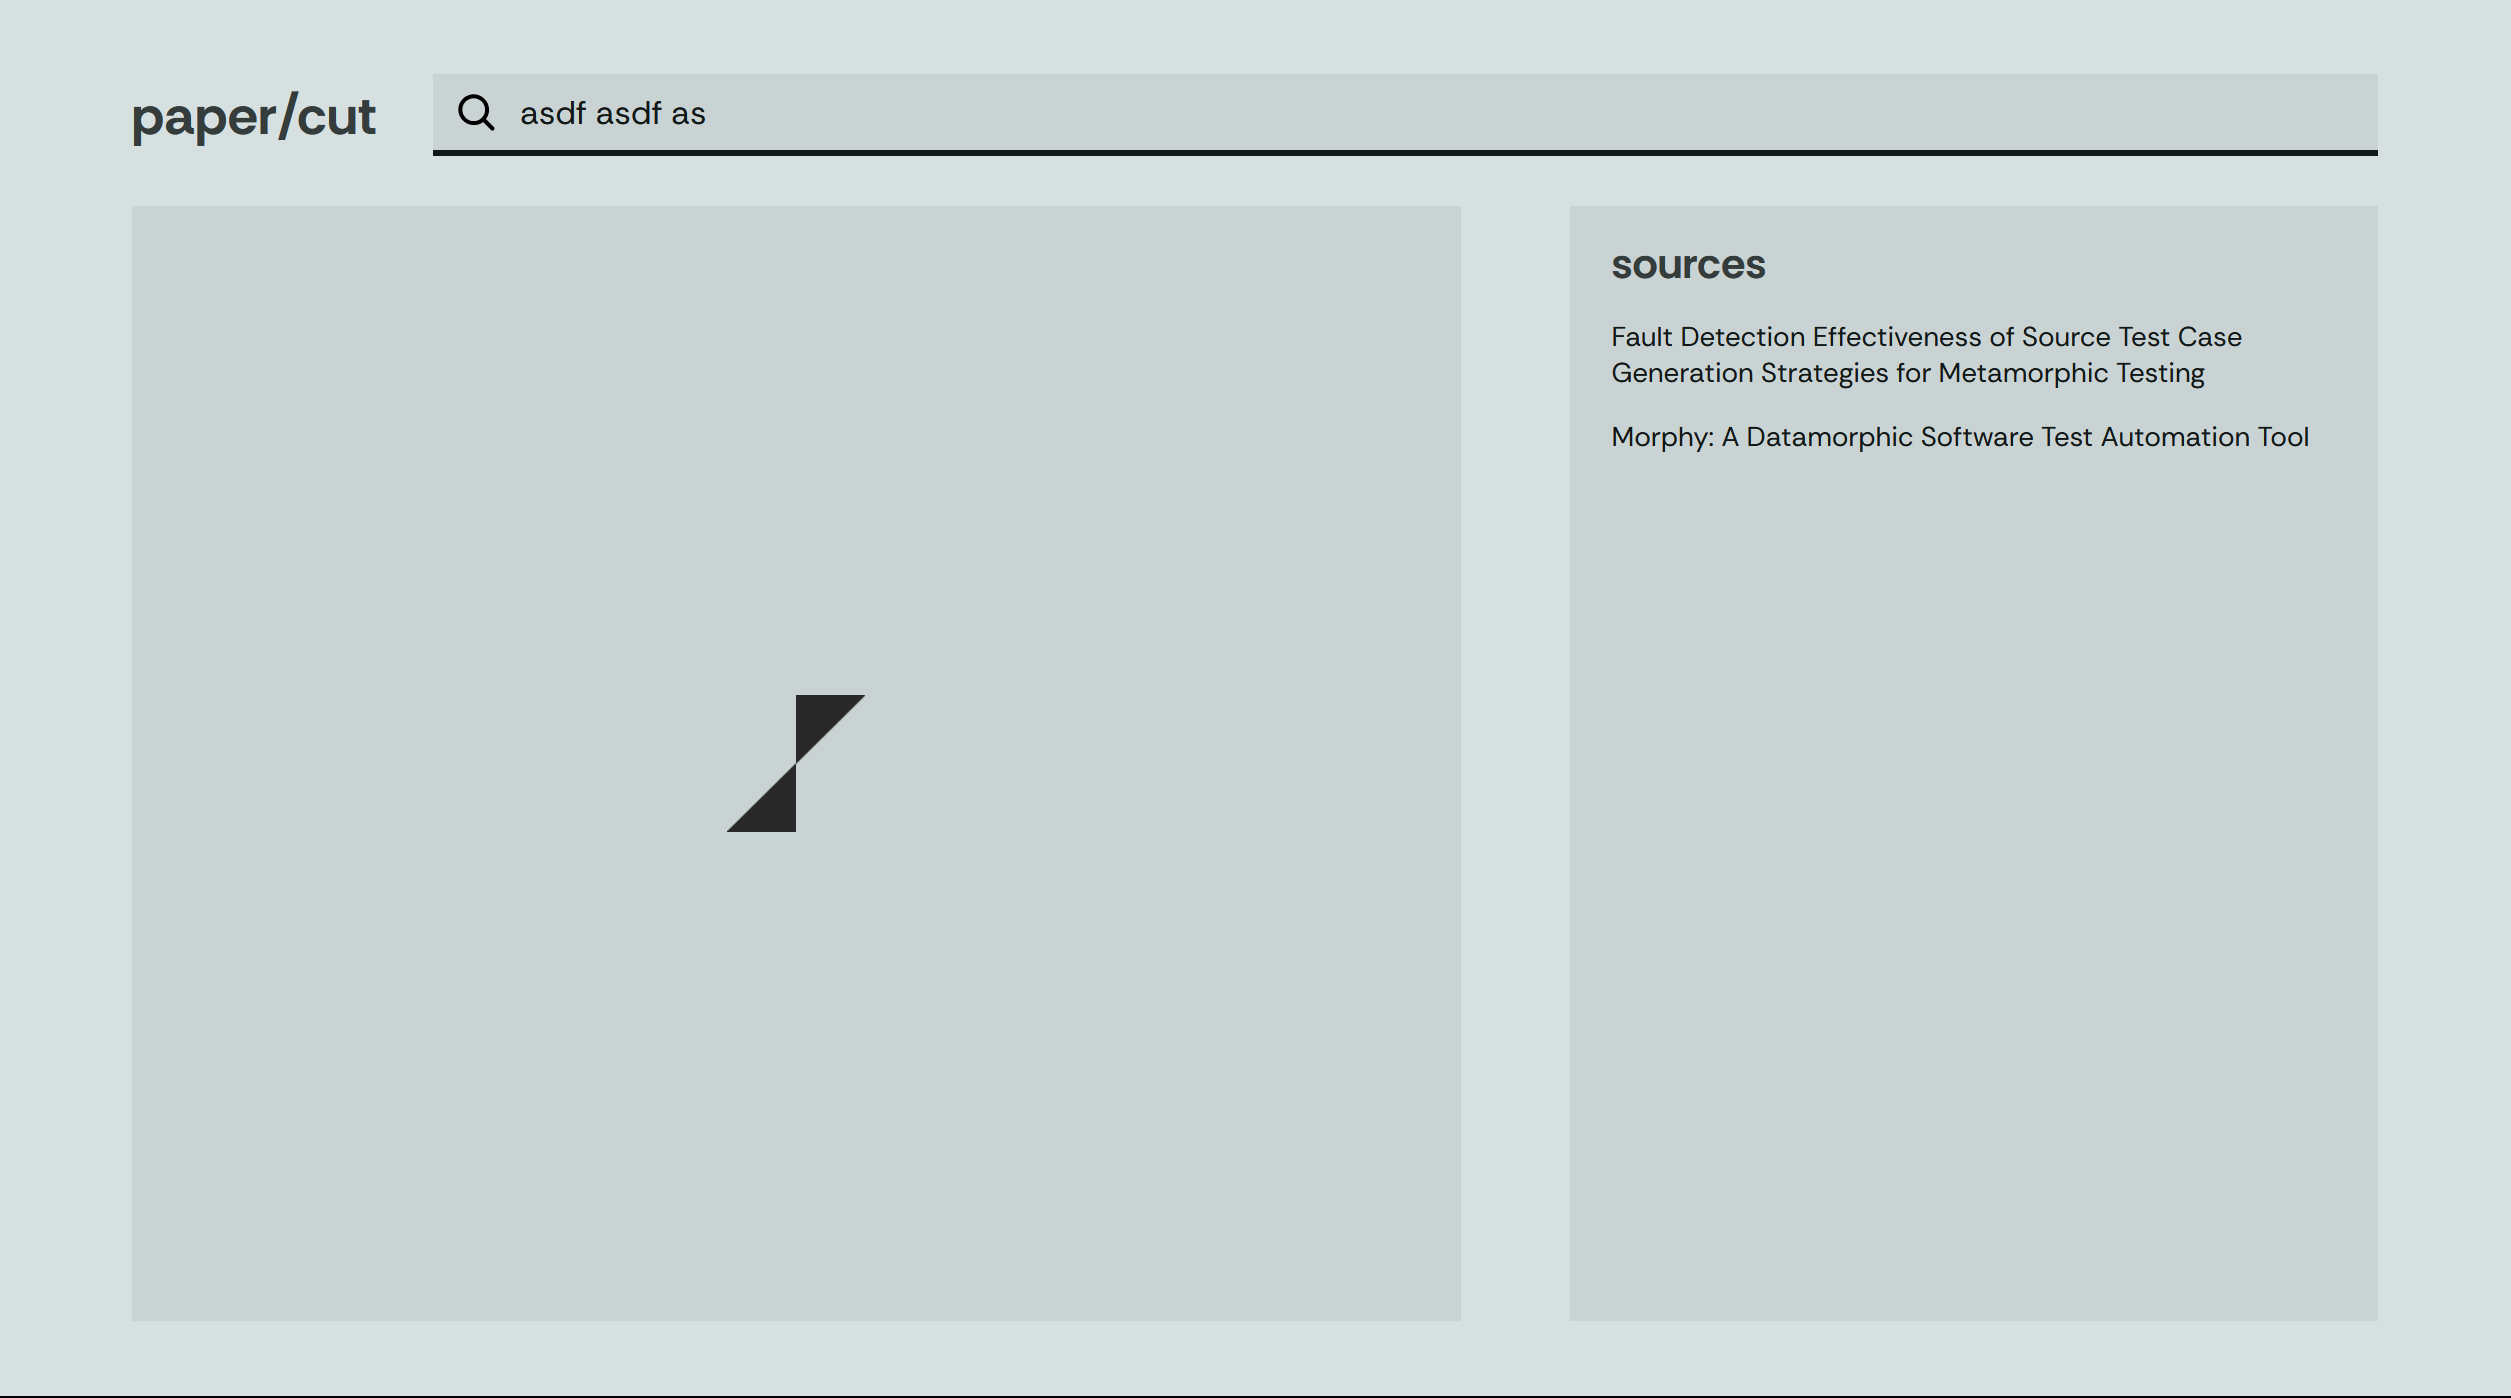 paper/cut
asdf asdf as
sources
Fault Detection Effectiveness of Source Test Case
Generation Strategies for Metamorphic Testing
Morphy: A Datamorphic Software Test Automation Tool